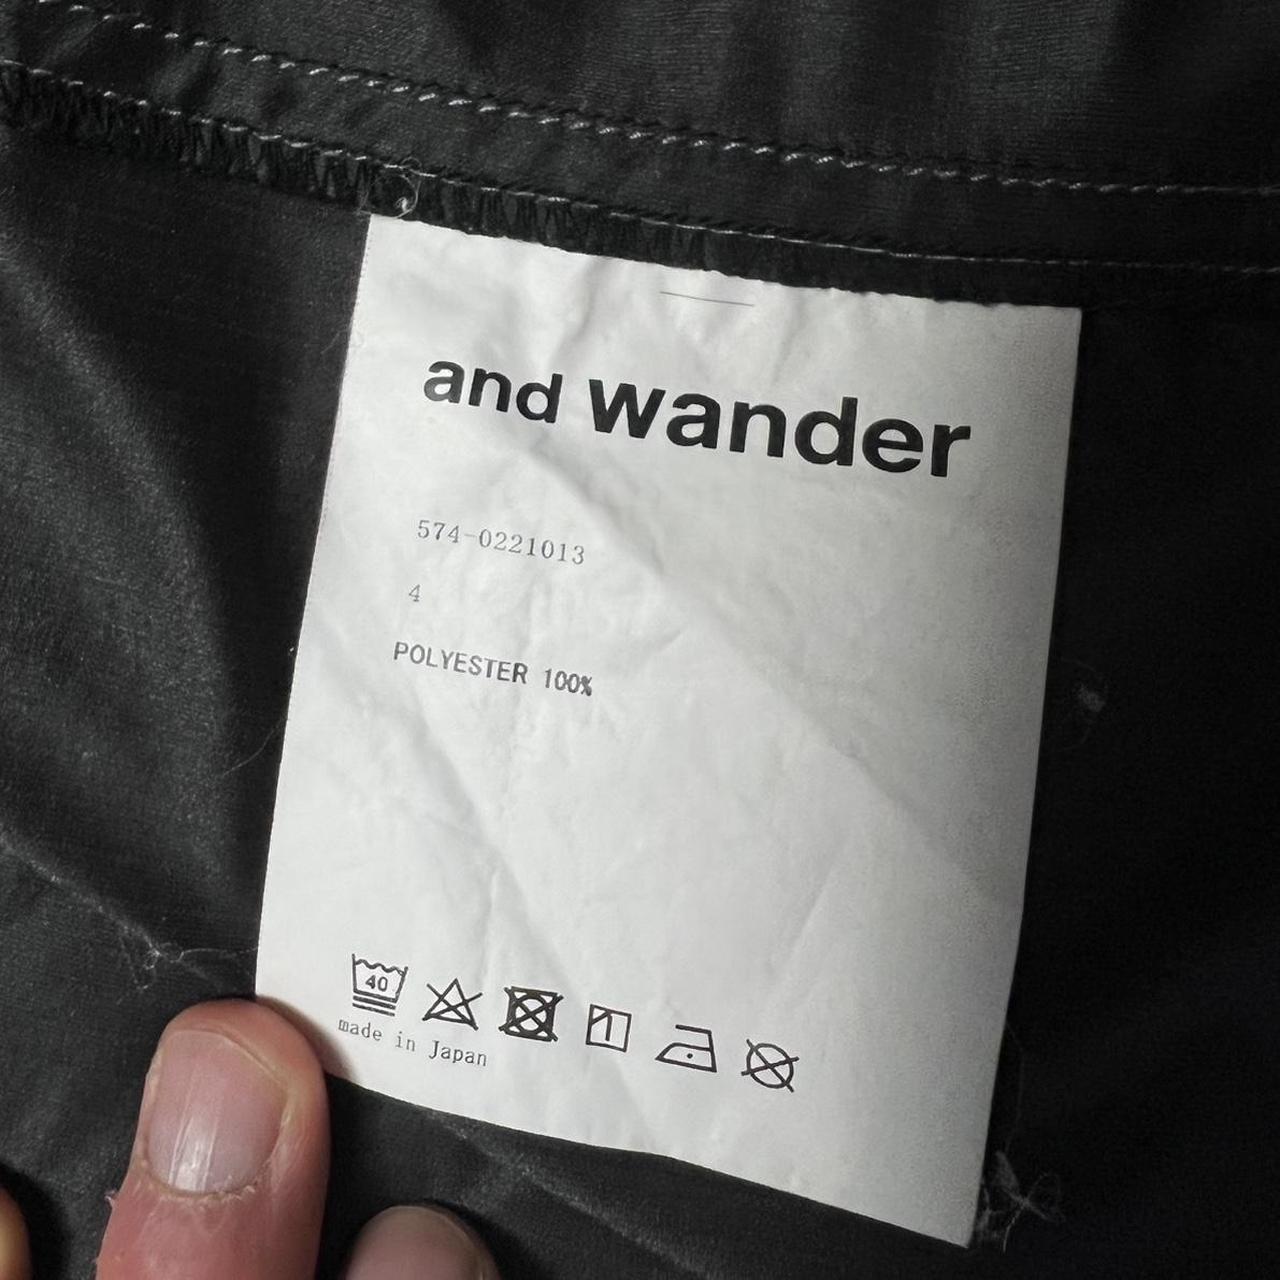 and wander
574-0221013
4
POLYESTER 100%
40
made in Japan